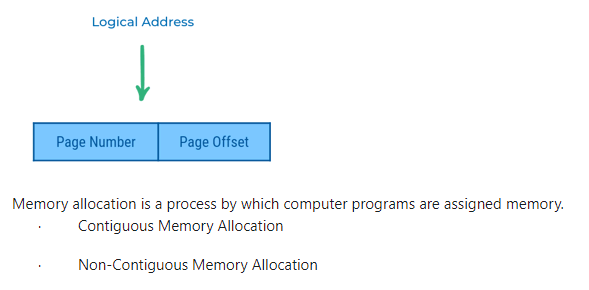 Logical Address
Page Number Page Offset
Memory allocation is a process by which computer programs are assigned memory.
· Contiguous Memory Allocation
· Non-Contiguous Memory Allocation